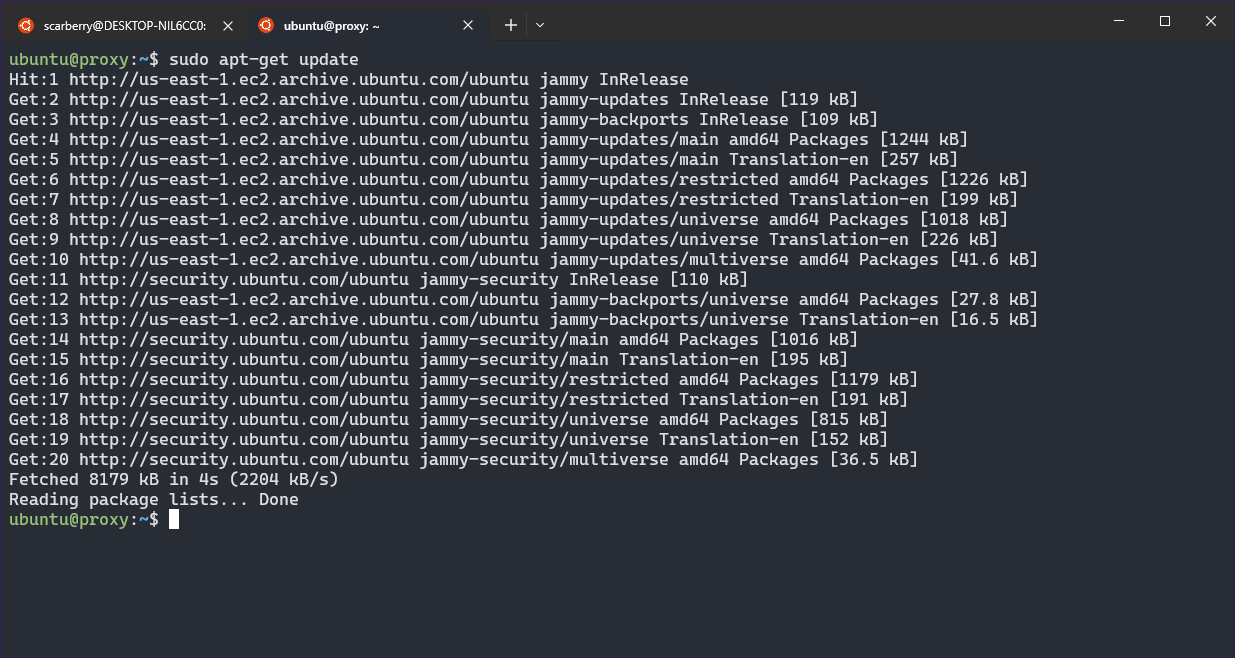 scarberry@DESKTOP-NIL6CC0:
ubuntu@proxy: ~
ubuntu@proxy:~$ sudo apt-get update
Hit:1 http://us-east-1.ec2.archive.ubuntu.com/ubuntu jammy InRelease
Get:2 http://us-east-1.ec2.archive.ubuntu.com/ubuntu jammy-updates InRelease [119 kB]
Get:3 http://us-east-1.ec2.archive.ubuntu.com/ubuntu jammy-backports InRelease [109 kB]
Get:4 http://us-east-1.ec2.archive.ubuntu.com/ubuntu jammy-updates/main amd64 Packages [1244 kB]
Get:5 http://us-east-1.ec2.archive.ubuntu.com/ubuntu jammy-updates/main Translation-en [257 kB]
Get:6 http://us-east-1.ec2.archive.ubuntu.com/ubuntu jammy-updates/restricted amd64 Packages [1226 kB]
Get:7 http://us-east-1.ec2.archive.ubuntu.com/ubuntu jammy-updates/restricted Translation-en [199 kB]
Get:8 http://us-east-1.ec2.archive.ubuntu.com/ubuntu jammy-updates/universe amd64 Packages [1018 kB]
Get:9 http://us-east-1.ec2.archive.ubuntu.com/ubuntu jammy-updates/universe Translation-en [226 kB]
Get:10 http://us-east-1.ec2.archive.ubuntu.com/ubuntu jammy-updates/multiverse amd64 Packages [41.6 kB]
Get:11 http://security.ubuntu.com/ubuntu jammy-security InRelease [110 kB]
Get:12 http://us-east-1.ec2.archive.ubuntu.com/ubuntu jammy-backports/universe amd64 Packages [27.8 kB]
Get:13 http://us-east-1.ec2.archive.ubuntu.com/ubuntu jammy-backports/universe Translation-en [16.5 kB]
Get:14 http://security.ubuntu.com/ubuntu jammy-security/main amd64 Packages [1016 kB]
Get:15 http://security.ubuntu.com/ubuntu jammy-security/main Translation-en [195 kB]
Get:16 http://security.ubuntu.com/ubuntu jammy-security/restricted amd64 Packages [1179 kB]
Get:17 http://security.ubuntu.com/ubuntu jammy-security/restricted Translation-en [191 kB]
Get:18 http://security.ubuntu.com/ubuntu jammy-security/universe amd64 Packages [815 kB]
Get:19 http://security.ubuntu.com/ubuntu jammy-security/universe Translation-en [152 kB]
Get:20 http://security.ubuntu.com/ubuntu jammy-security/multiverse amd64 Packages [36.5 kB]
Fetched 8179 kB in 4s (2204 kB/s)
Reading package lists... Done
ubuntu@proxy:~$